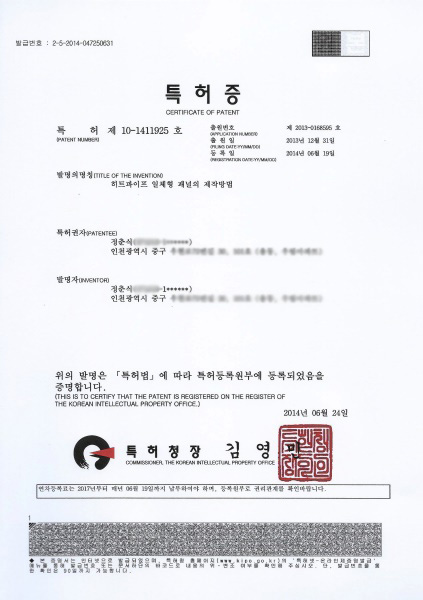 발급번호 : 2-5-2014-047250631
특허증
CERTIFICATE OF PATENT
특 허 제 10-1411925 호
(PATENT NUMBER)
출원번호 제 2013-0168595 호
(APPLICATION NUMBER)
출 원 일 2013년 12월 31일
(FILING DATE:YY/MM/DD)
등 록 일 2014년 06월 19일
(REGISTRATION DATE:YY/MM/DD)
발명의명칭(TITLE OF THE INVENTION)
히트파이프 일체형 패널의 제작방법
특허권자(PATENTEE)
정춘식
인천광역시 중구
발명자(INVENTOR)
정춘식
인천광역시 중구
위의 발명은 「특허법」에 따라 특허등록원부에 등록되었음을
증명합니다.
(THIS IS TO CERTIFY THAT THE PATENT IS REGISTERED ON THE REGISTER OF
THE KOREAN INTELLECTUAL PROPERTY OFFICE.)
2014년 06월 24일
특허청장 김영민
COMMISSIONER, THE KOREAN INTELLECTUAL PROPERTY OFFICE
연차등록료는 2017년부터 매년 06월 19일까지 납부하여야 하며, 등록원부로 권리관계를 확인바랍니다.